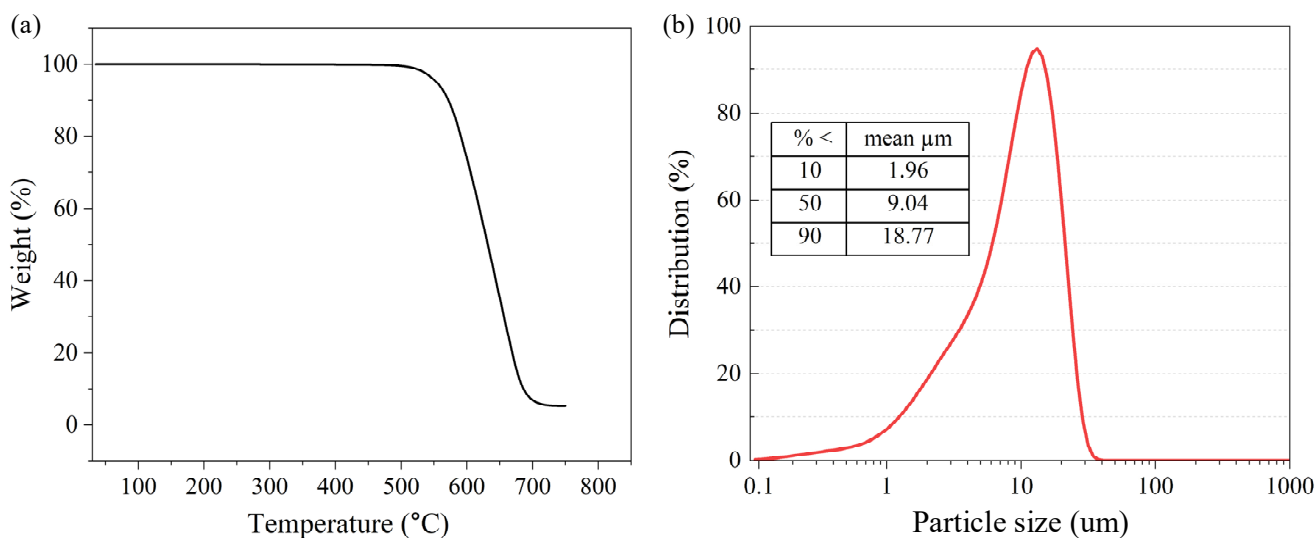 (a)
Weight (%)
100
80
60
40
20
0
100 200 300 400 500 600 700 800
Temperature (°C)
(b)
Distribution (%)
100
80
60
40
20
0
% < mean µm
10 1.96
50 9.04
90 18.77
0.1 1 10 100 1000
Particle size (um)